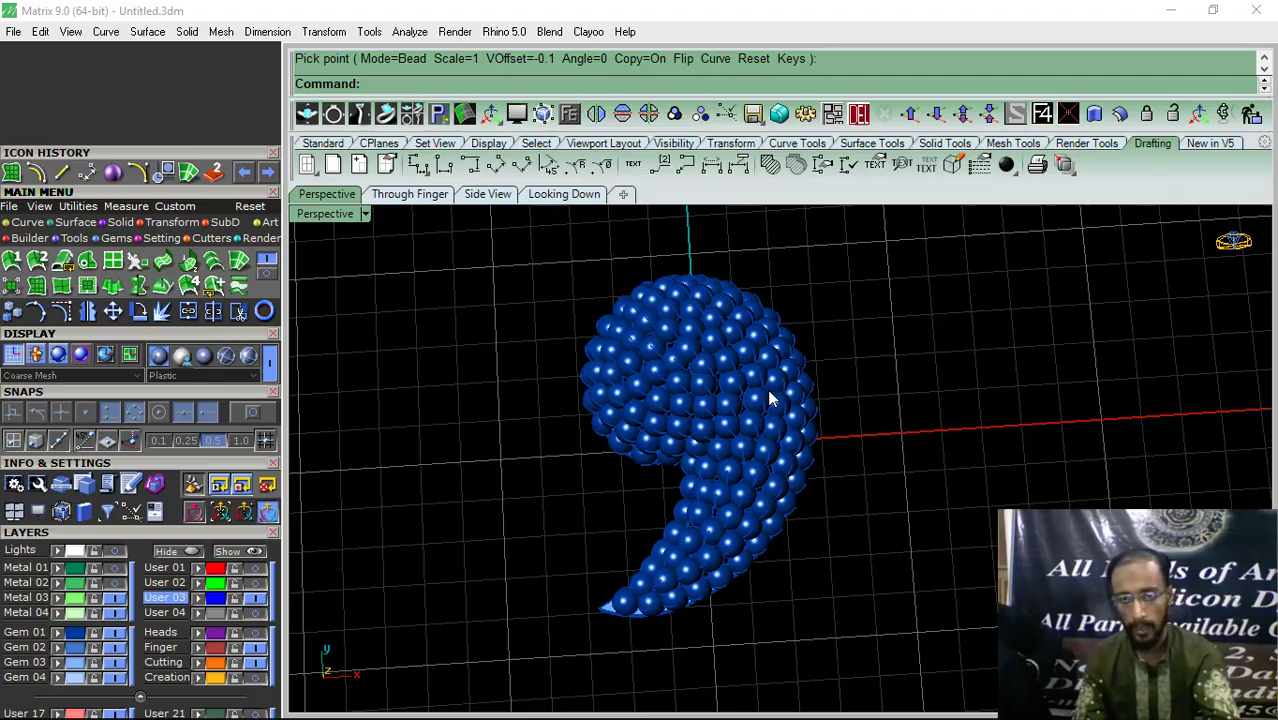 Matrix 9.0 (64-bit) - Untitled.3dm
File Edit View Curve Surface Solid Mesh Dimension Transform Tools Analyze Render Rhino 5.0 Blend Clayoo Help
Pick point ( Mode=Bead Scale=1 VOffset=-0.1 Angle=0 Copy=On Flip Curve Reset Keys ):
Command:
Standard CPlanes Set View Display Select Viewport Layout Visibility Transform Curve Tools Surface Tools Solid Tools Mesh Tools Render Tools Drafting New in V5
Perspective Through Finger Side View Looking Down
Perspective
ICON HISTORY
MAIN MENU
File View Utilities Measure Custom Reset
Curve Surface Solid Transform SubD Art
Builder Tools Gems Setting Cutters Render
DISPLAY
Coarse Mesh Plastic
SNAPS
0.1 0.25 0.5 1.0
INFO & SETTINGS
LAYERS
Lights Hide Show
Metal 01 User 01
Metal 02 User 02
Metal 03 User 03
Metal 04 User 04
Gem 01 Heads
Gem 02 Finger
Gem 03 Cutting
Gem 04 Creation
User 17 User 21
y
z x
TEXT
F4
All
of Ar
ilicon D
All Par
vailable
2, S